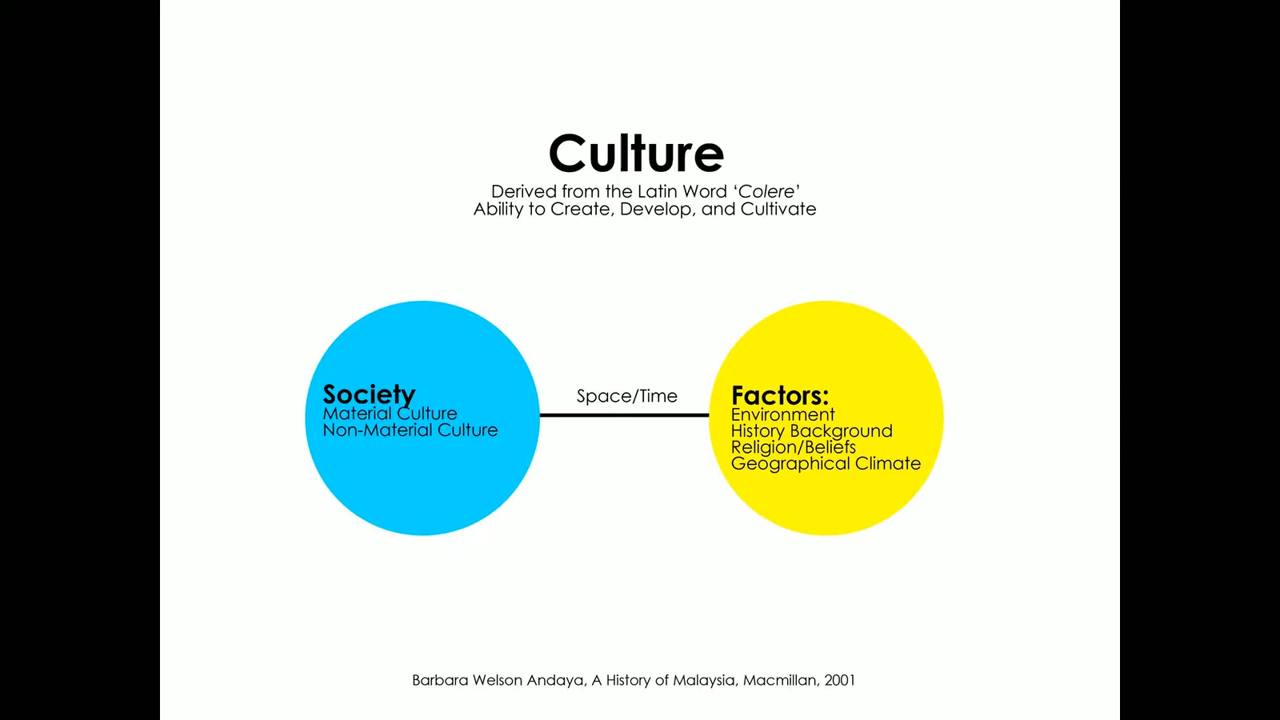 Culture
Derived from the Latin Word ‘Colere’
Ability to Create, Develop, and Cultivate
Society
Material Culture
Non-Material Culture
Space/Time
Factors:
Environment
History Background
Religion/Beliefs
Geographical Climate
Barbara Welson Andaya, A History of Malaysia, Macmillan, 2001